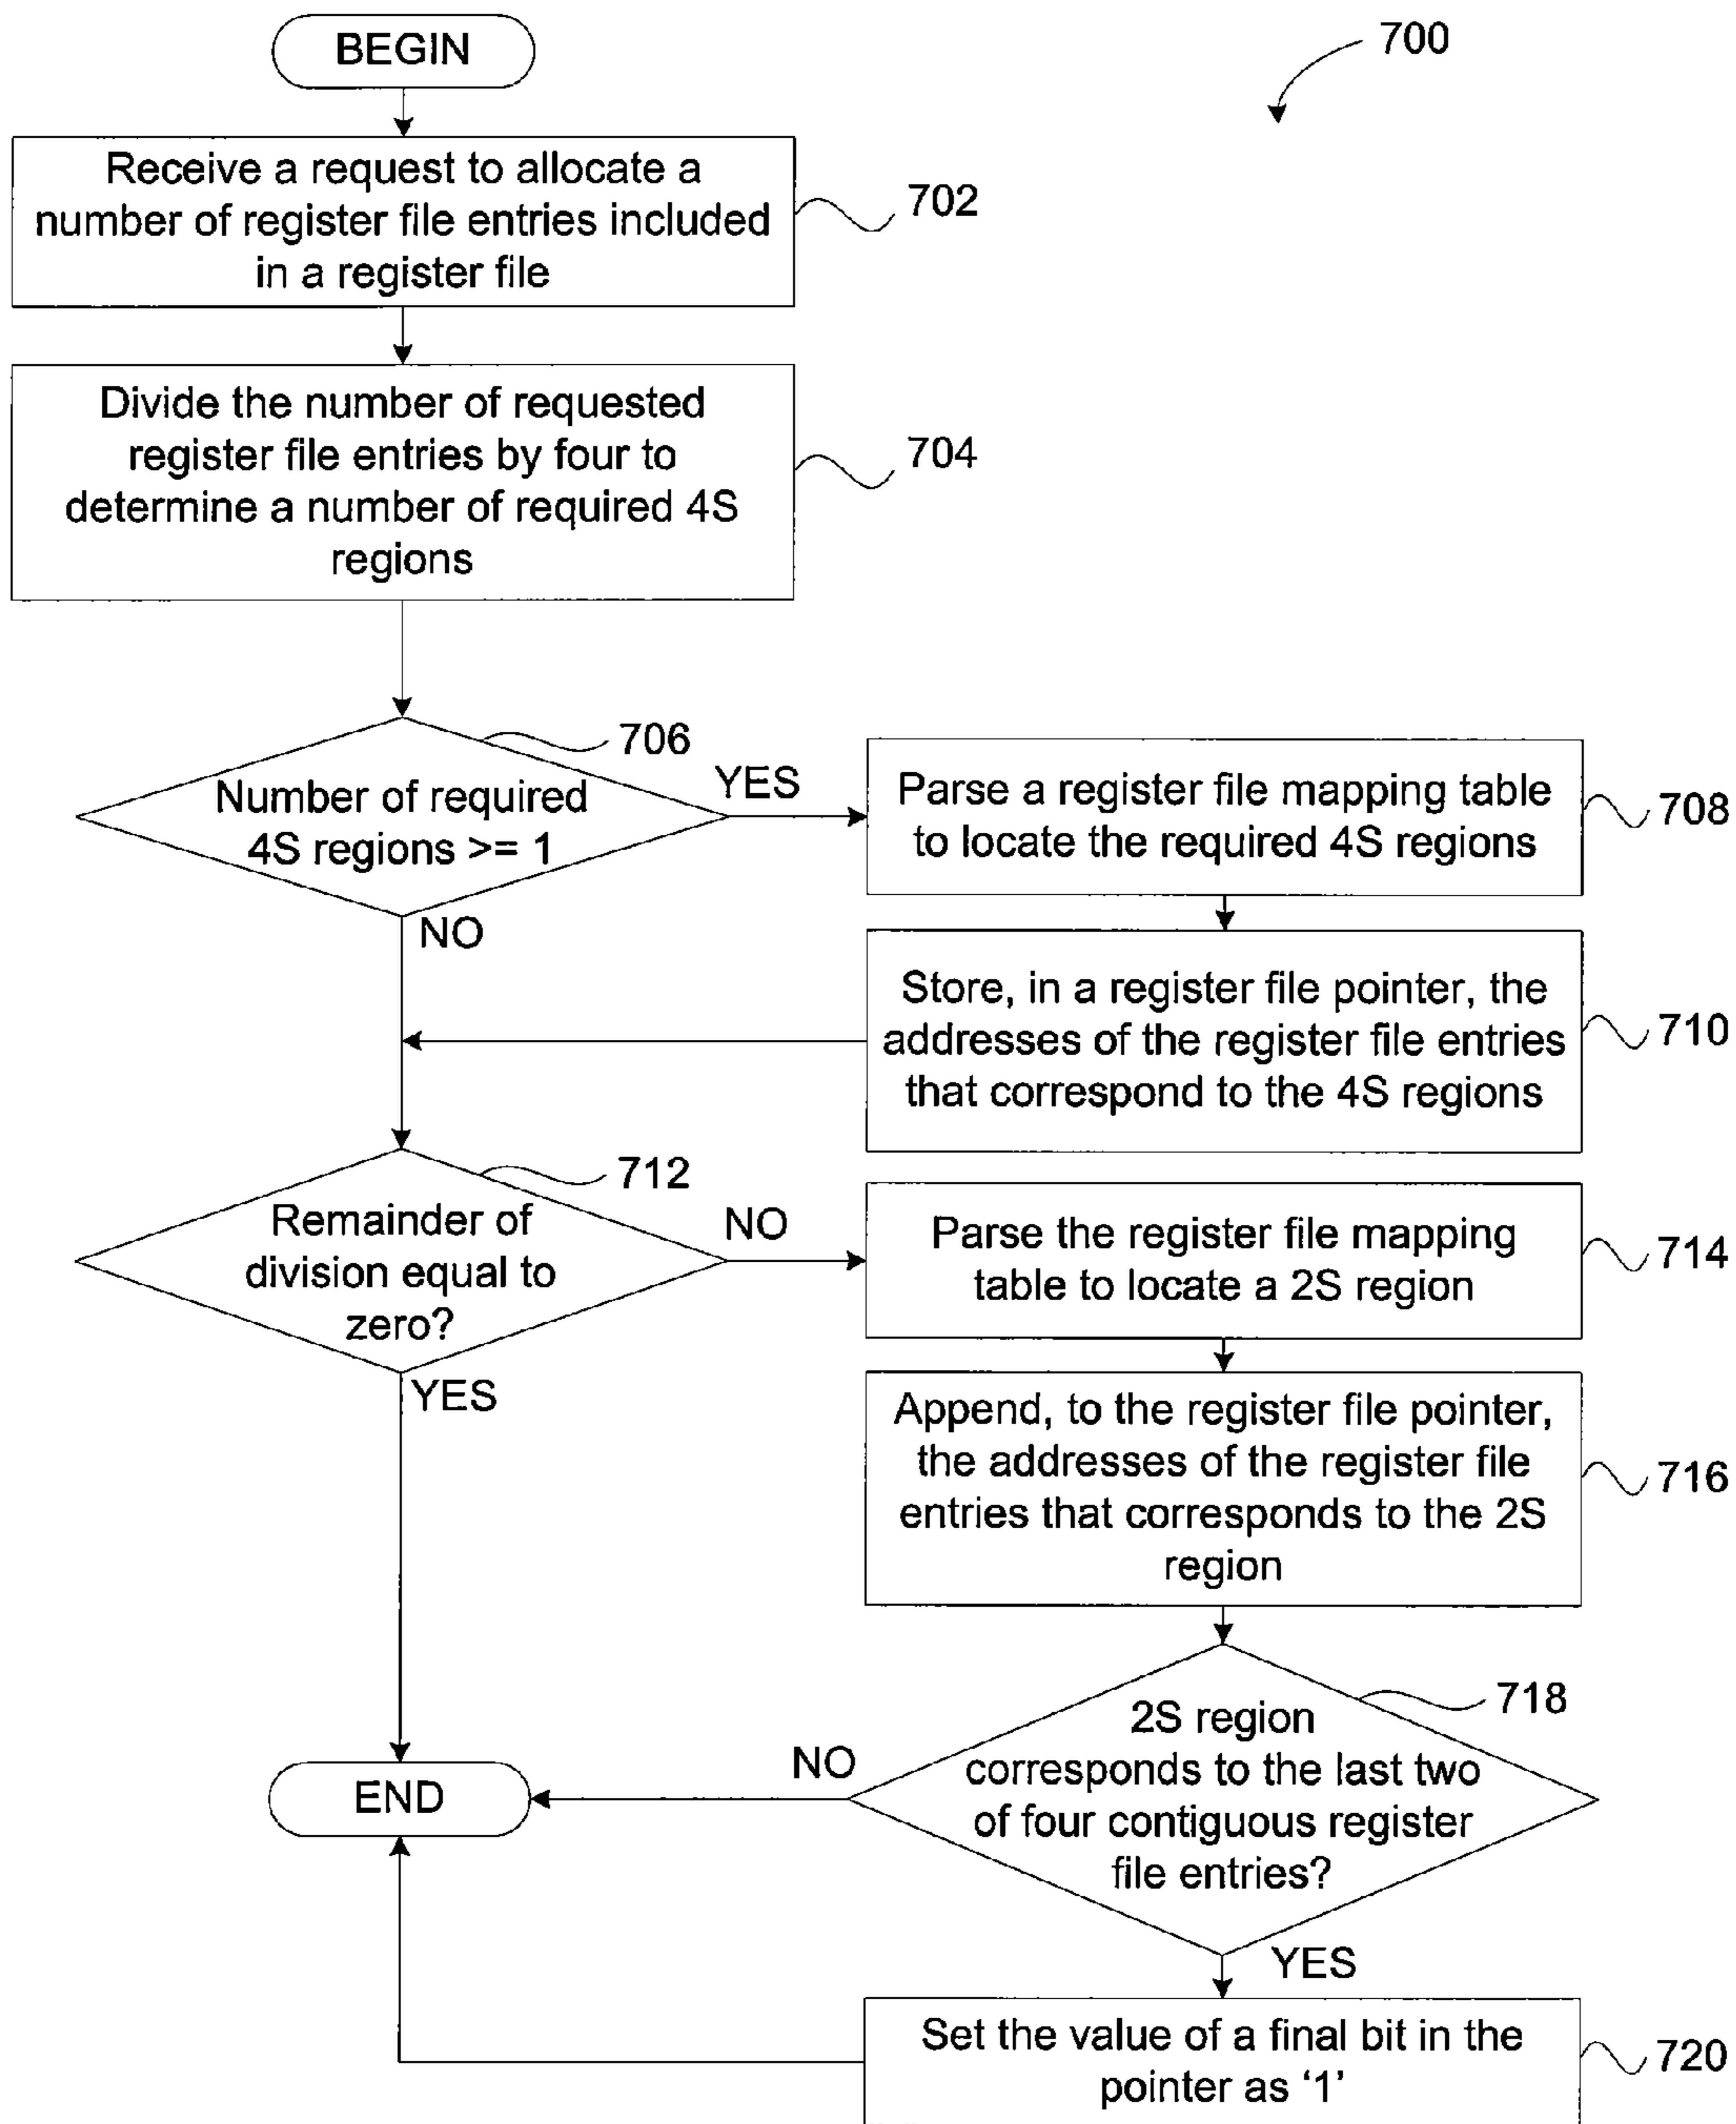 BEGIN
700
Receive a request to allocate a
number of register file entries included
in a register file
702
Divide the number of requested
register file entries by four to
determine a number of required 4S
regions
704
706
Number of required
4S regions >= 1
YES
NO
Parse a register file mapping table
to locate the required 4S regions
708
Store, in a register file pointer, the
addresses of the register file entries
that correspond to the 4S regions
710
712
Remainder of
division equal to
zero?
NO
YES
Parse the register file mapping
table to locate a 2S region
714
Append, to the register file pointer,
the addresses of the register file
entries that corresponds to the 2S
region
716
718
2S region
corresponds to the last two
of four contiguous register
file entries?
NO
END
YES
Set the value of a final bit in the
pointer as ‘1’
720